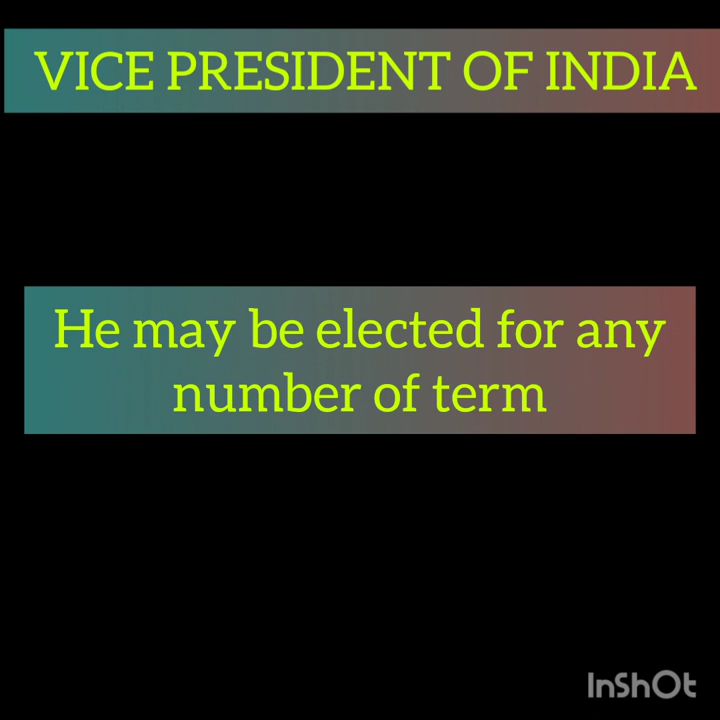 VICE PRESIDENT OF INDIA
He may be elected for any
number of term
InShOt